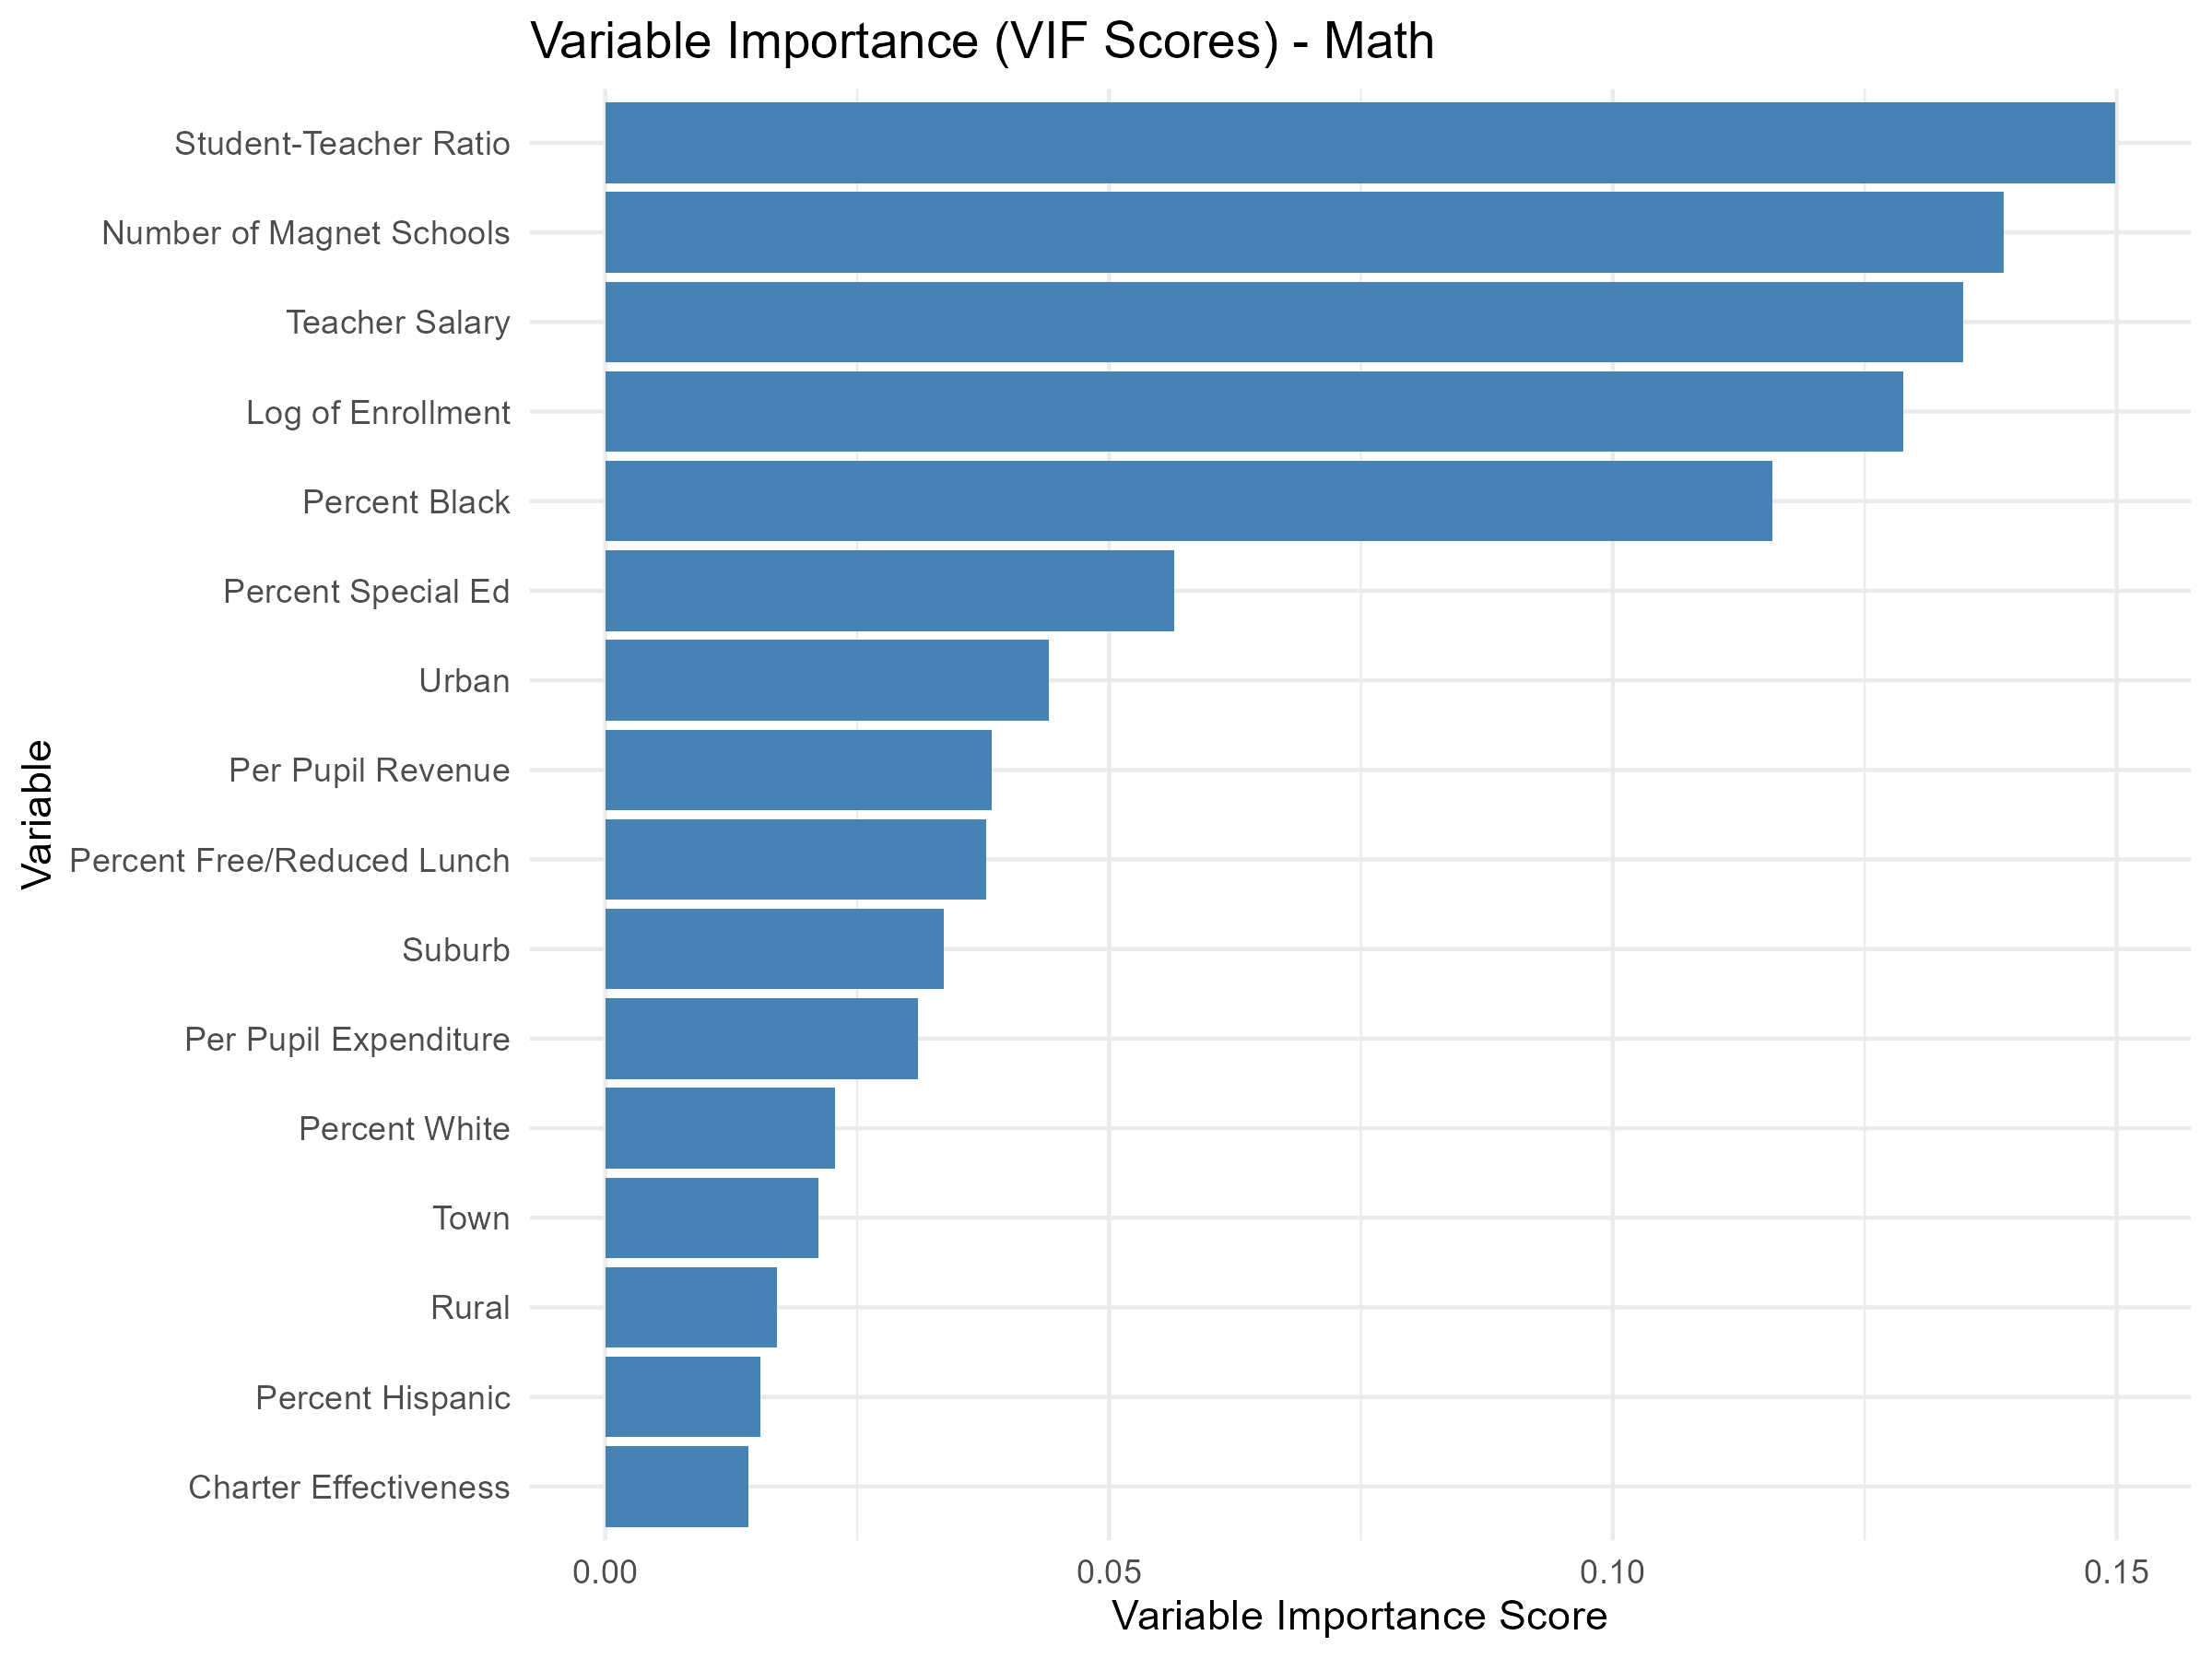 Variable Importance (VIF Scores) - Math
Student-Teacher Ratio
Number of Magnet Schools
Teacher Salary
Log of Enrollment
Percent Black
Percent Special Ed
Urban
Per Pupil Revenue
Percent Free/Reduced Lunch
Suburb
Per Pupil Expenditure
Percent White
Town
Rural
Percent Hispanic
Charter Effectiveness
Variable
0.00 0.05 0.10 0.15
Variable Importance Score